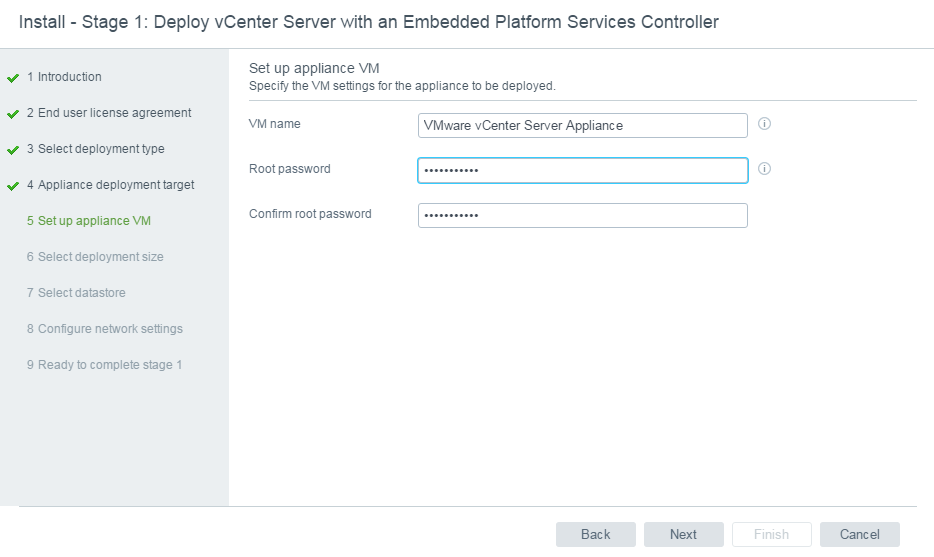 Install - Stage 1: Deploy vCenter Server with an Embedded Platform Services Controller
1 Introduction
2 End user license agreement
3 Select deployment type
4 Appliance deployment target
5 Set up appliance VM
6 Select deployment size
7 Select datastore
8 Configure network settings
9 Ready to complete stage 1
Set up appliance VM
Specify the VM settings for the appliance to be deployed.
VM name
VMware vCenter Server Appliance
Root password
•••••••••••
Confirm root password
•••••••••••
Back
Next
Finish
Cancel